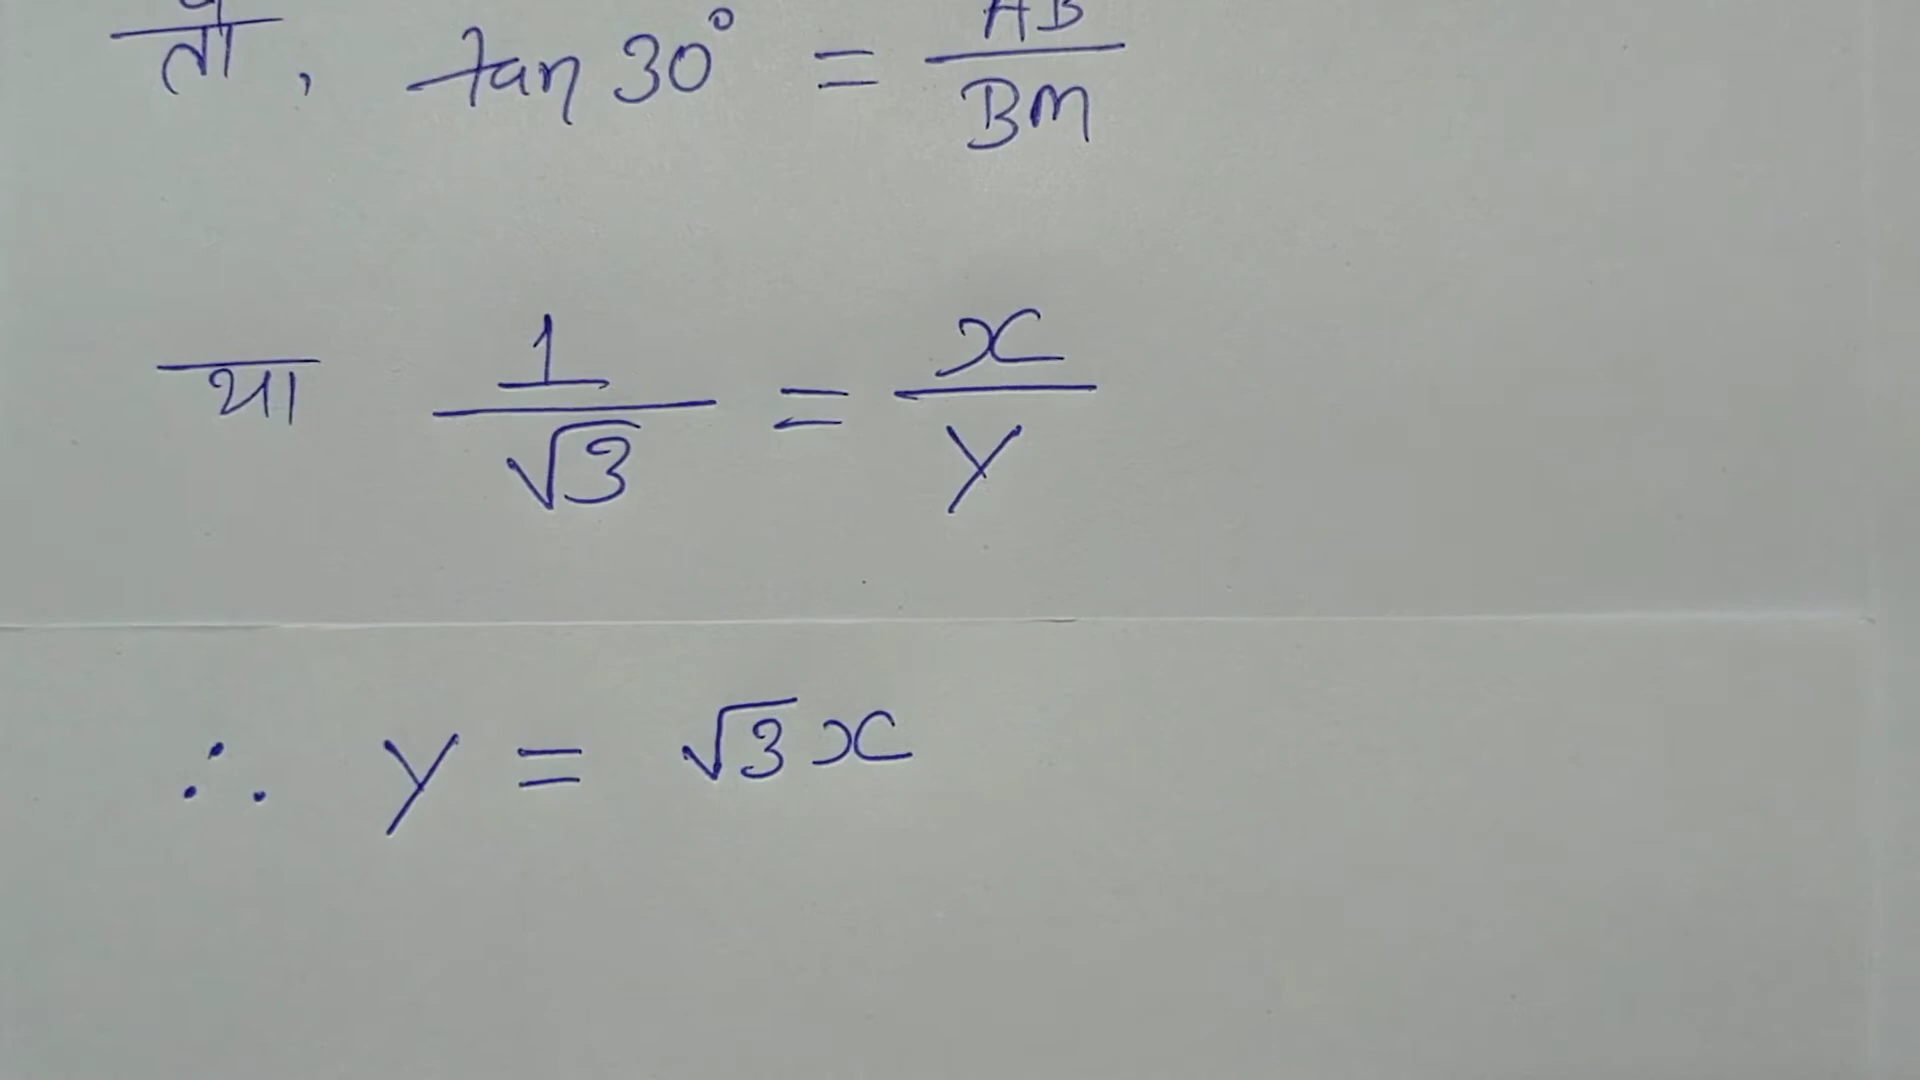 तो, tan 30° = AB/BM
या 1/√3 = x/y
∴ y = √3 x